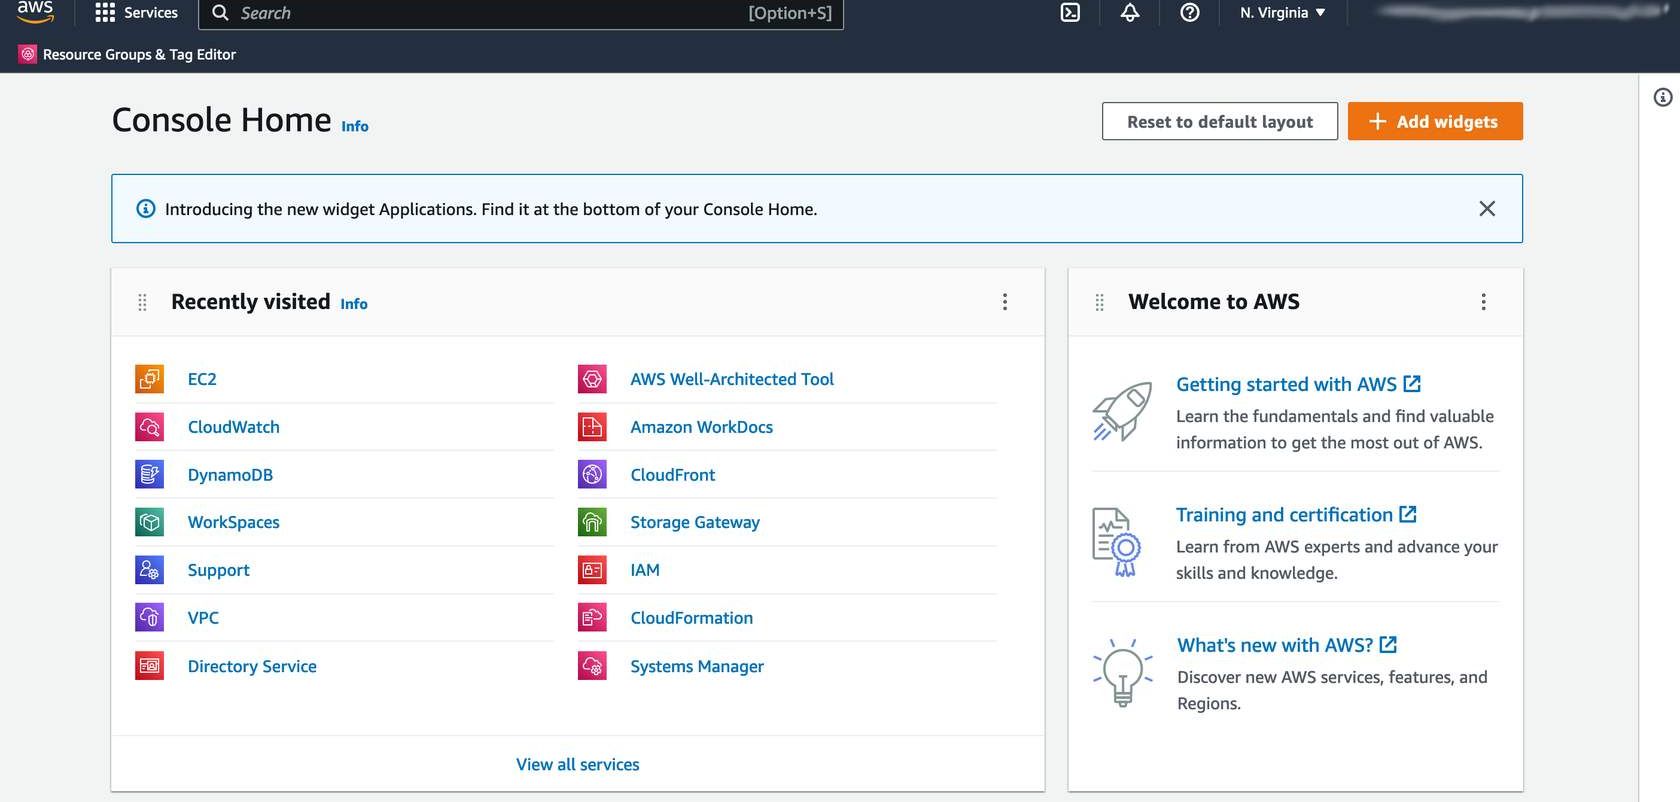 aws
Services
Search
[Option+S]
N. Virginia
Resource Groups & Tag Editor
Console Home Info
Reset to default layout
Add widgets
Introducing the new widget Applications. Find it at the bottom of your Console Home.
Recently visited Info
EC2
CloudWatch
DynamoDB
WorkSpaces
Support
VPC
Directory Service
AWS Well-Architected Tool
Amazon WorkDocs
CloudFront
Storage Gateway
IAM
CloudFormation
Systems Manager
View all services
Welcome to AWS
Getting started with AWS
Learn the fundamentals and find valuable
information to get the most out of AWS.
Training and certification
Learn from AWS experts and advance your
skills and knowledge.
What's new with AWS?
Discover new AWS services, features, and
Regions.